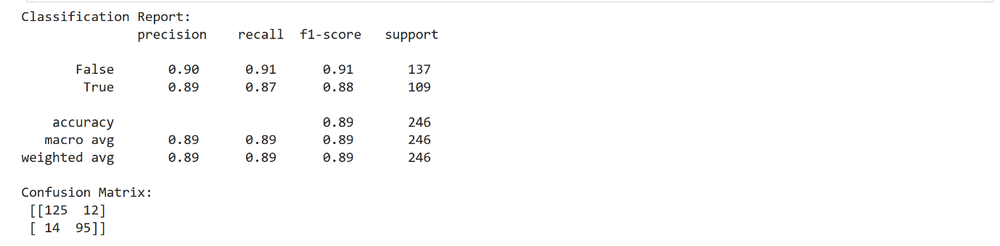 Classification Report:
              precision    recall  f1-score   support

       False       0.90      0.91      0.91       137
        True       0.89      0.87      0.88       109

    accuracy                           0.89       246
   macro avg       0.89      0.89      0.89       246
weighted avg       0.89      0.89      0.89       246

Confusion Matrix:
 [[125  12]
 [ 14  95]]